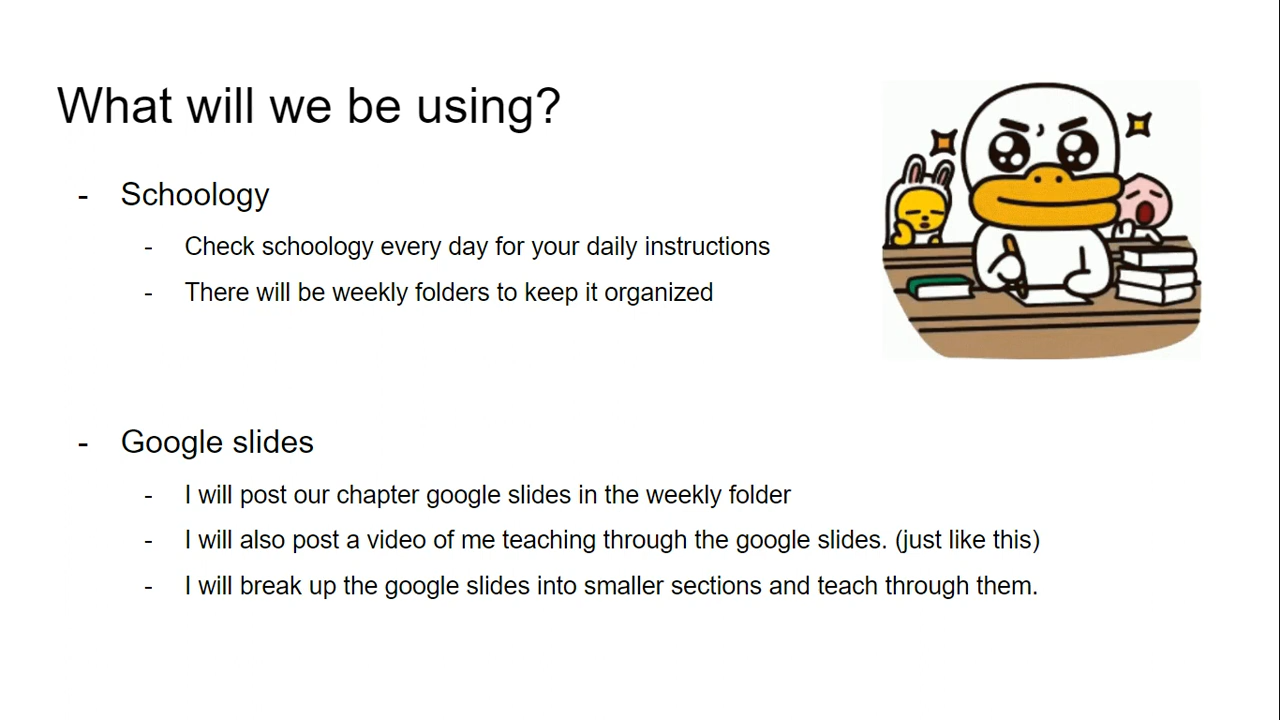 What will we be using?
- Schoology
- Check schoology every day for your daily instructions
- There will be weekly folders to keep it organized
- Google slides
- I will post our chapter google slides in the weekly folder
- I will also post a video of me teaching through the google slides. (just like this)
- I will break up the google slides into smaller sections and teach through them.